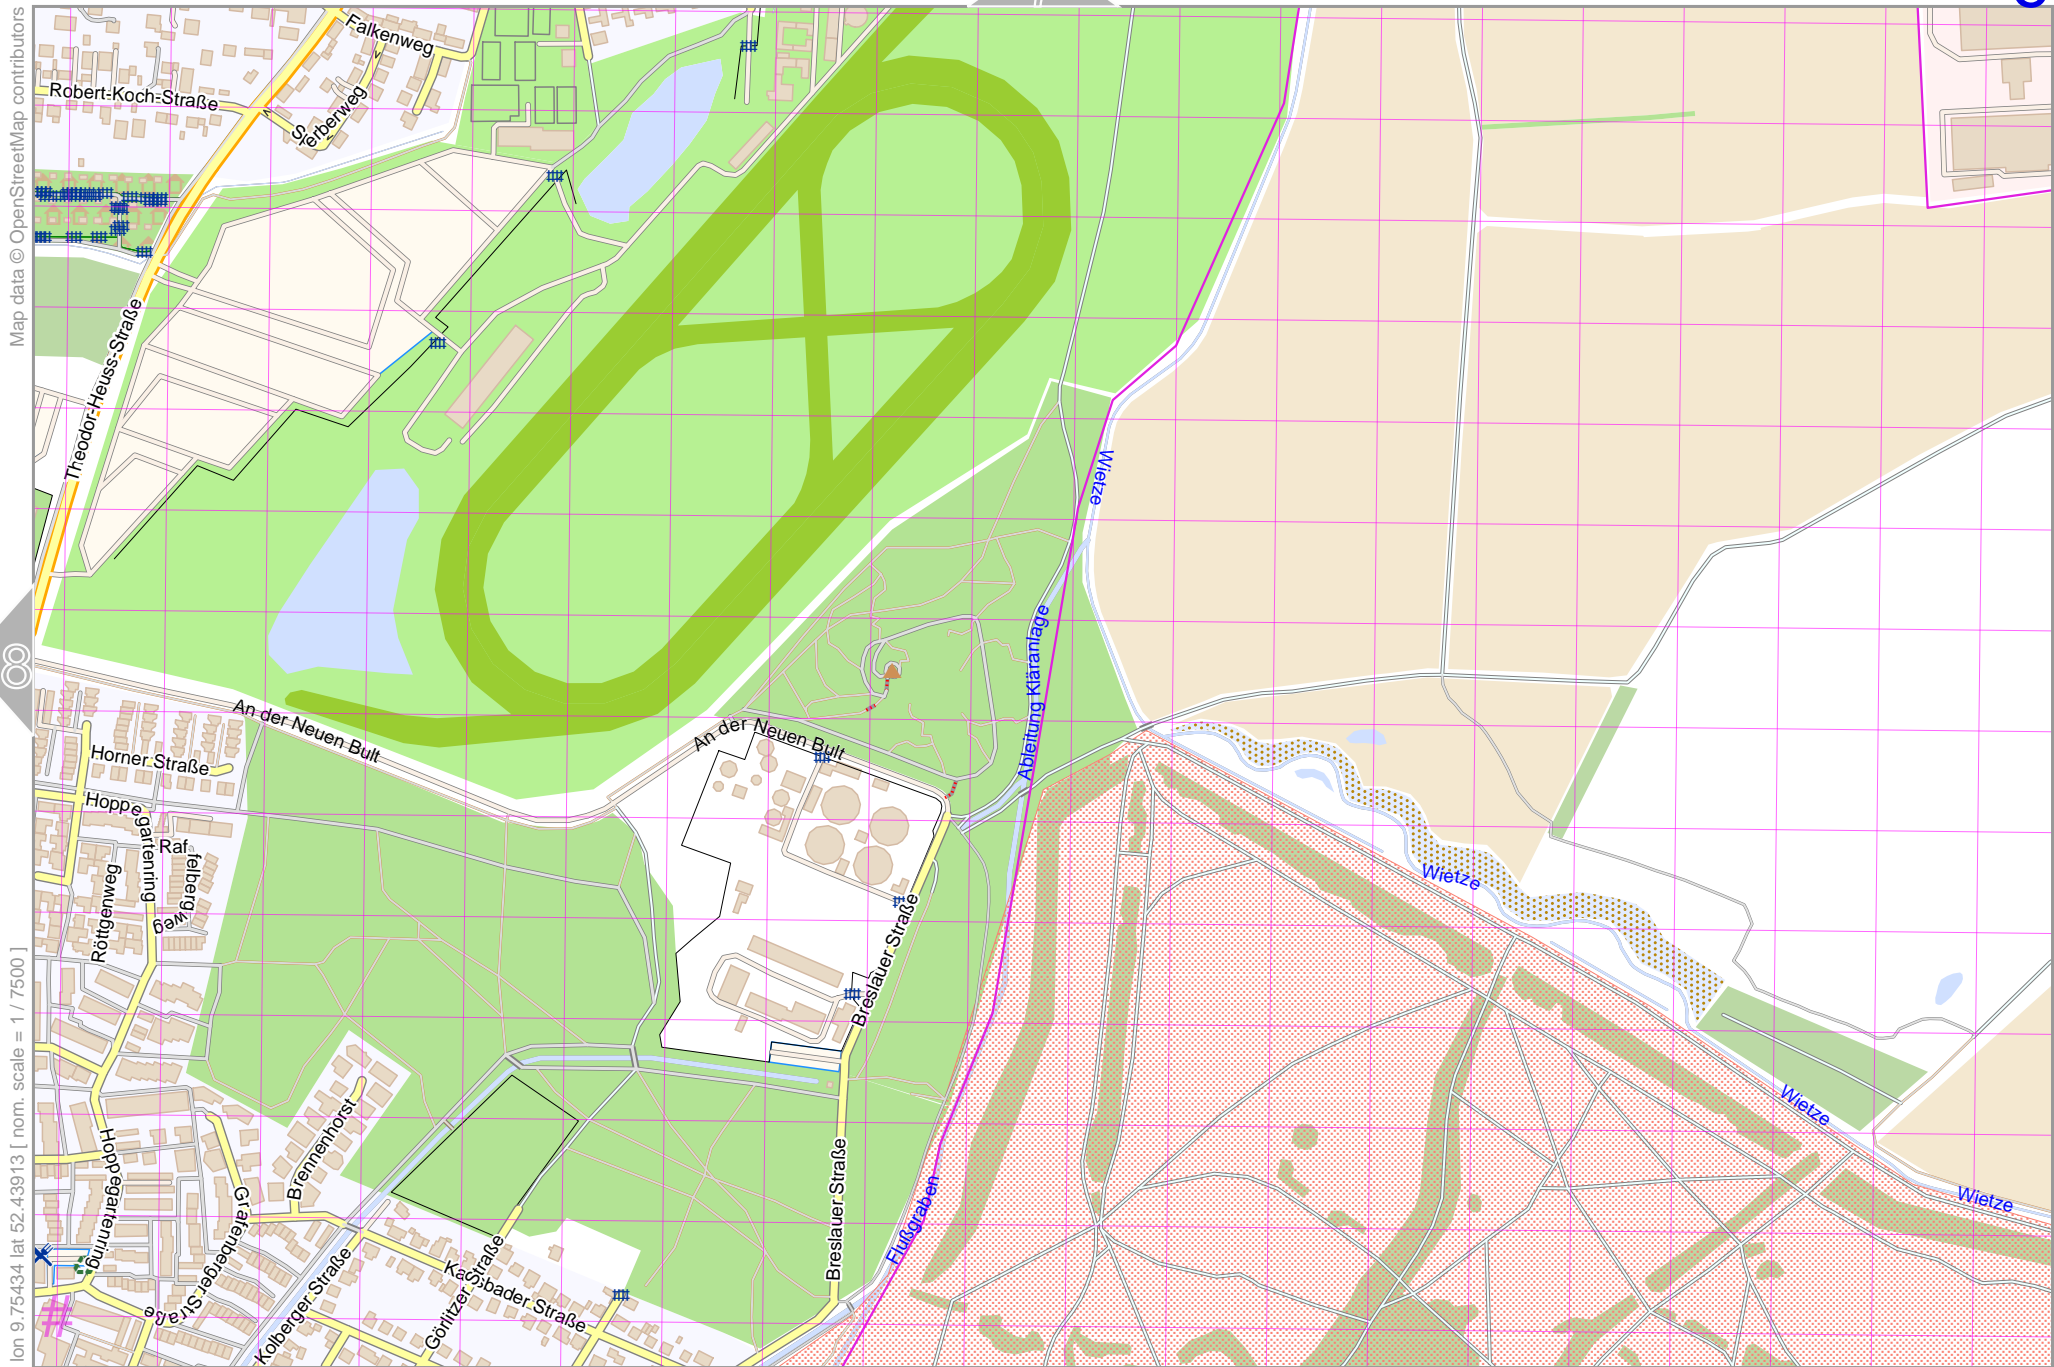 Map data © OpenStreetMap contributors
Falkenweg
Robert-Koch-Straße
Sperberweg
Theodor-Heuss-Straße
Wietze
Ableitung Kläranlage
An der Neuen Bult
An der Neuen Bult
Horner Straße
Hoppegartenring
Raffelbergweg
Röttgenweg
Wietze
Breslauer Straße
Brennenhorst
Hoppegartenring
Grafenberger Straße
Wietze
Wietze
Breslauer Straße
Flußgraben
Kolberger Straße
Karlsbader Straße
Görlitzer Straße
lon 9.75434 lat 52.43913 [ nom. scale = 1 / 7500 ]